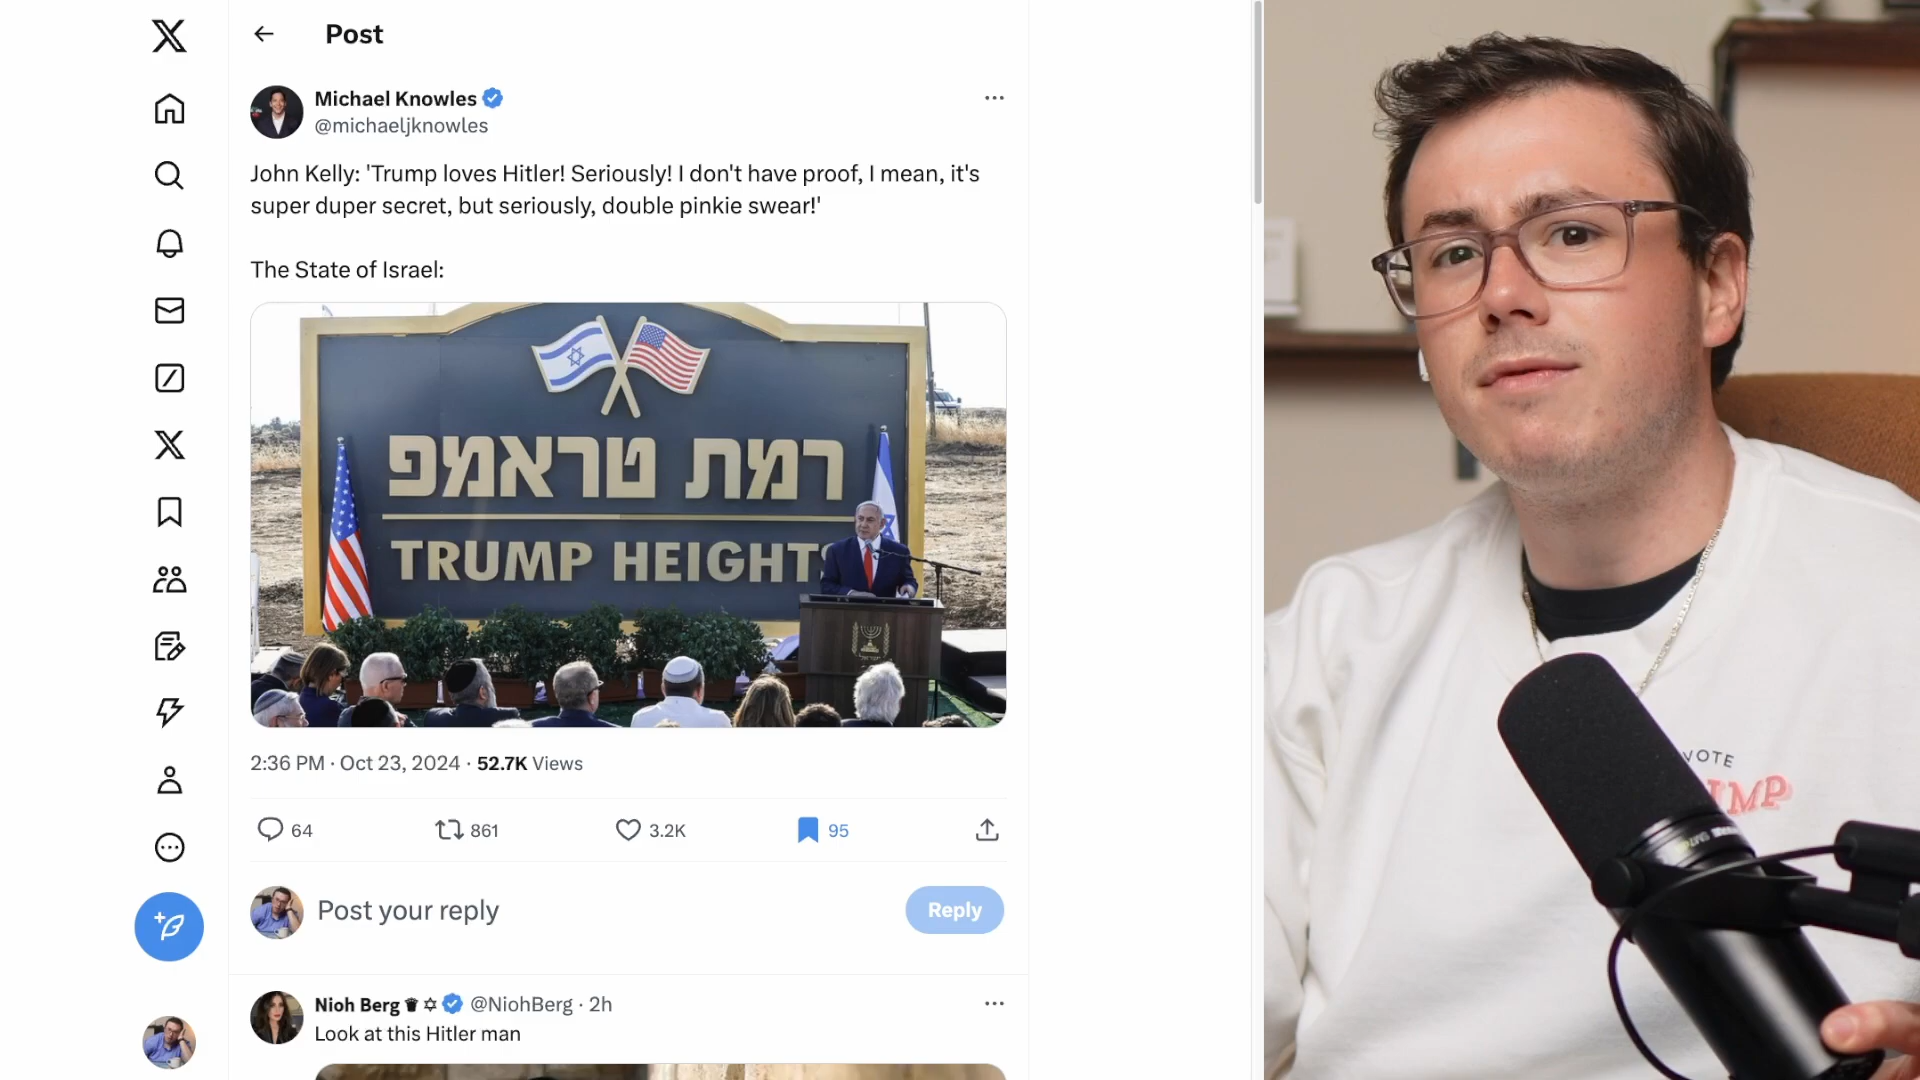 Post
Michael Knowles
@michaeljknowles
John Kelly: 'Trump loves Hitler! Seriously! I don't have proof, I mean, it's
super duper secret, but seriously, double pinkie swear!'
The State of Israel:
רמת טראמפ
TRUMP HEIGHTS
2:36 PM · Oct 23, 2024 · 52.7K Views
64
861
3.2K
95
Post your reply
Reply
Nioh Berg ♛ ✡ @NiohBerg · 2h
Look at this Hitler man
VOTE